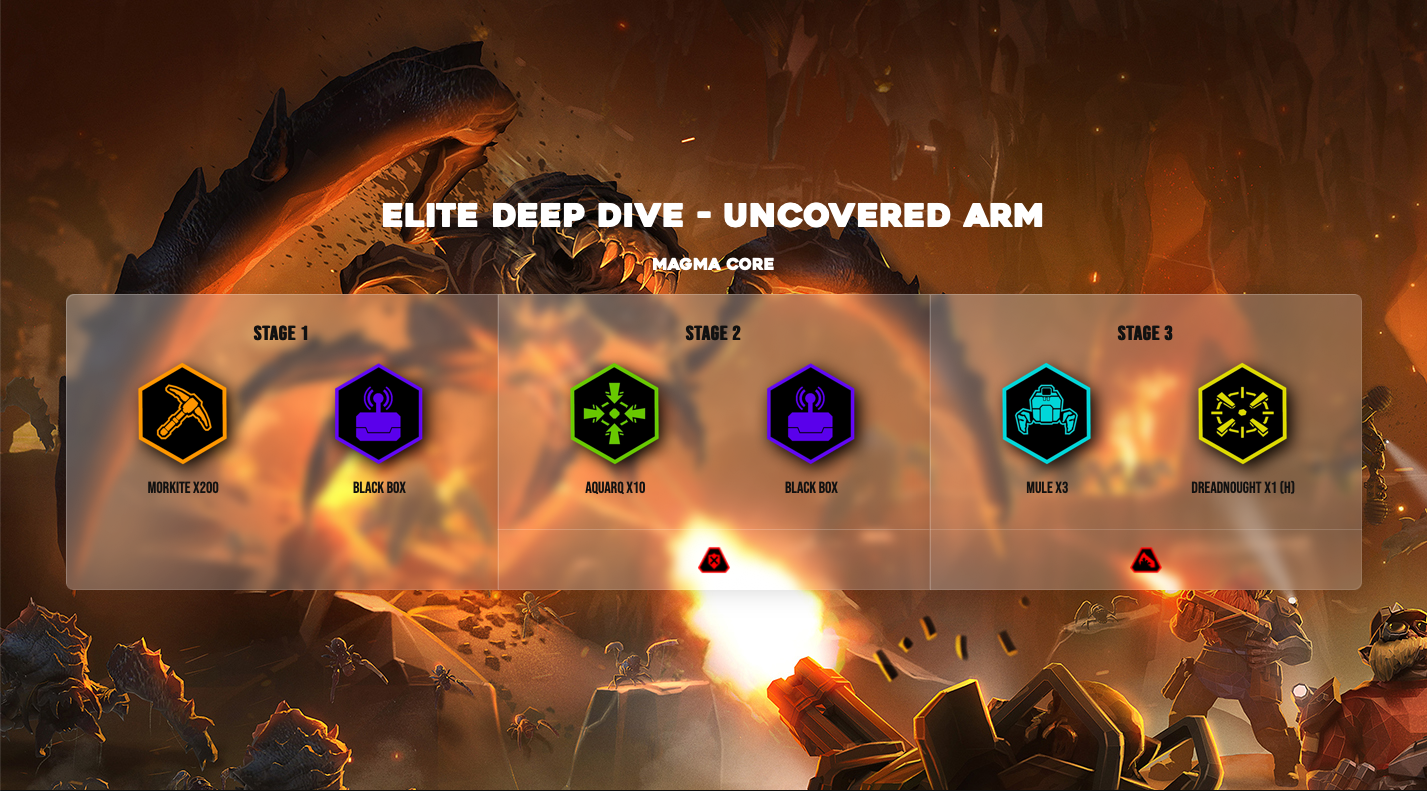 ELITE DEEP DIVE - UNCOVERED ARM
MAGMA CORE
STAGE 1
MORKITE X200
BLACK BOX
STAGE 2
AQUARQ X10
BLACK BOX
STAGE 3
MULE X3
DREADNOUGHT X1 (H)